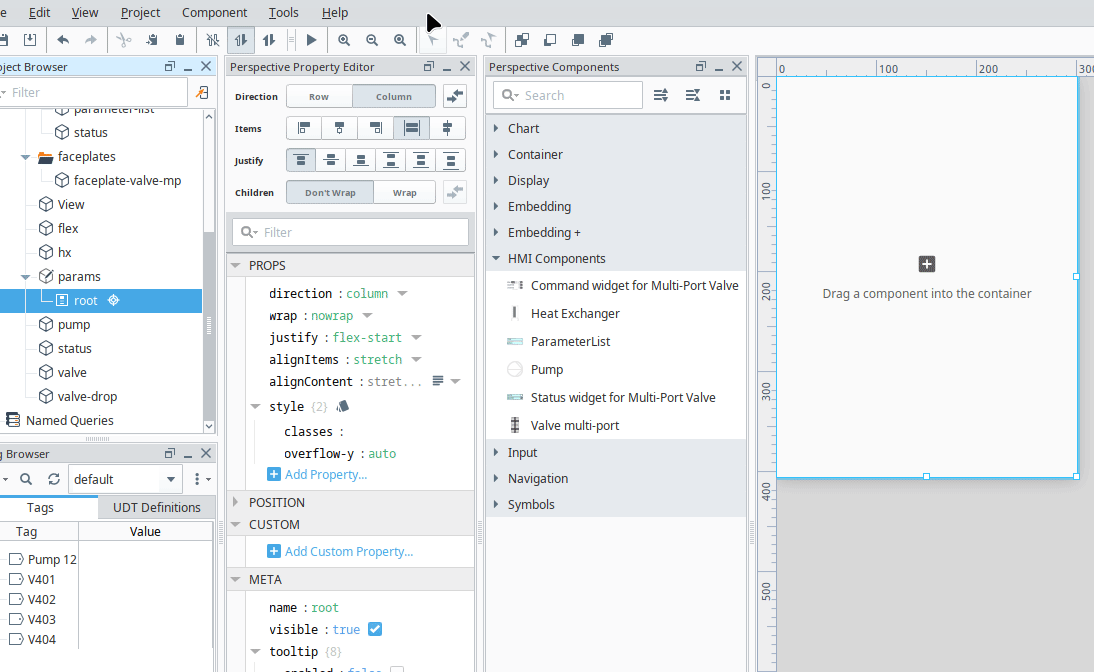 e Edit View Project Component Tools Help
ject Browser
Filter
parameter-list
status
faceplates
faceplate-valve-mp
View
flex
hx
params
root
pump
status
valve
valve-drop
Named Queries
g Browser
default
Tags UDT Definitions
Tag Value
Pump 12
V401
V402
V403
V404
Perspective Property Editor
Direction Row Column
Items
Justify
Children Don't Wrap Wrap
Filter
PROPS
direction : column
wrap : nowrap
justify : flex-start
alignItems : stretch
alignContent : stret...
style {2}
classes :
overflow-y : auto
Add Property...
POSITION
CUSTOM
Add Custom Property...
META
name : root
visible : true
tooltip {8}
enabled : false
Perspective Components
Search
Chart
Container
Display
Embedding
Embedding +
HMI Components
Command widget for Multi-Port Valve
Heat Exchanger
ParameterList
Pump
Status widget for Multi-Port Valve
Valve multi-port
Input
Navigation
Symbols
0 100 200 300
0
100
200
300
400
500
Drag a component into the container